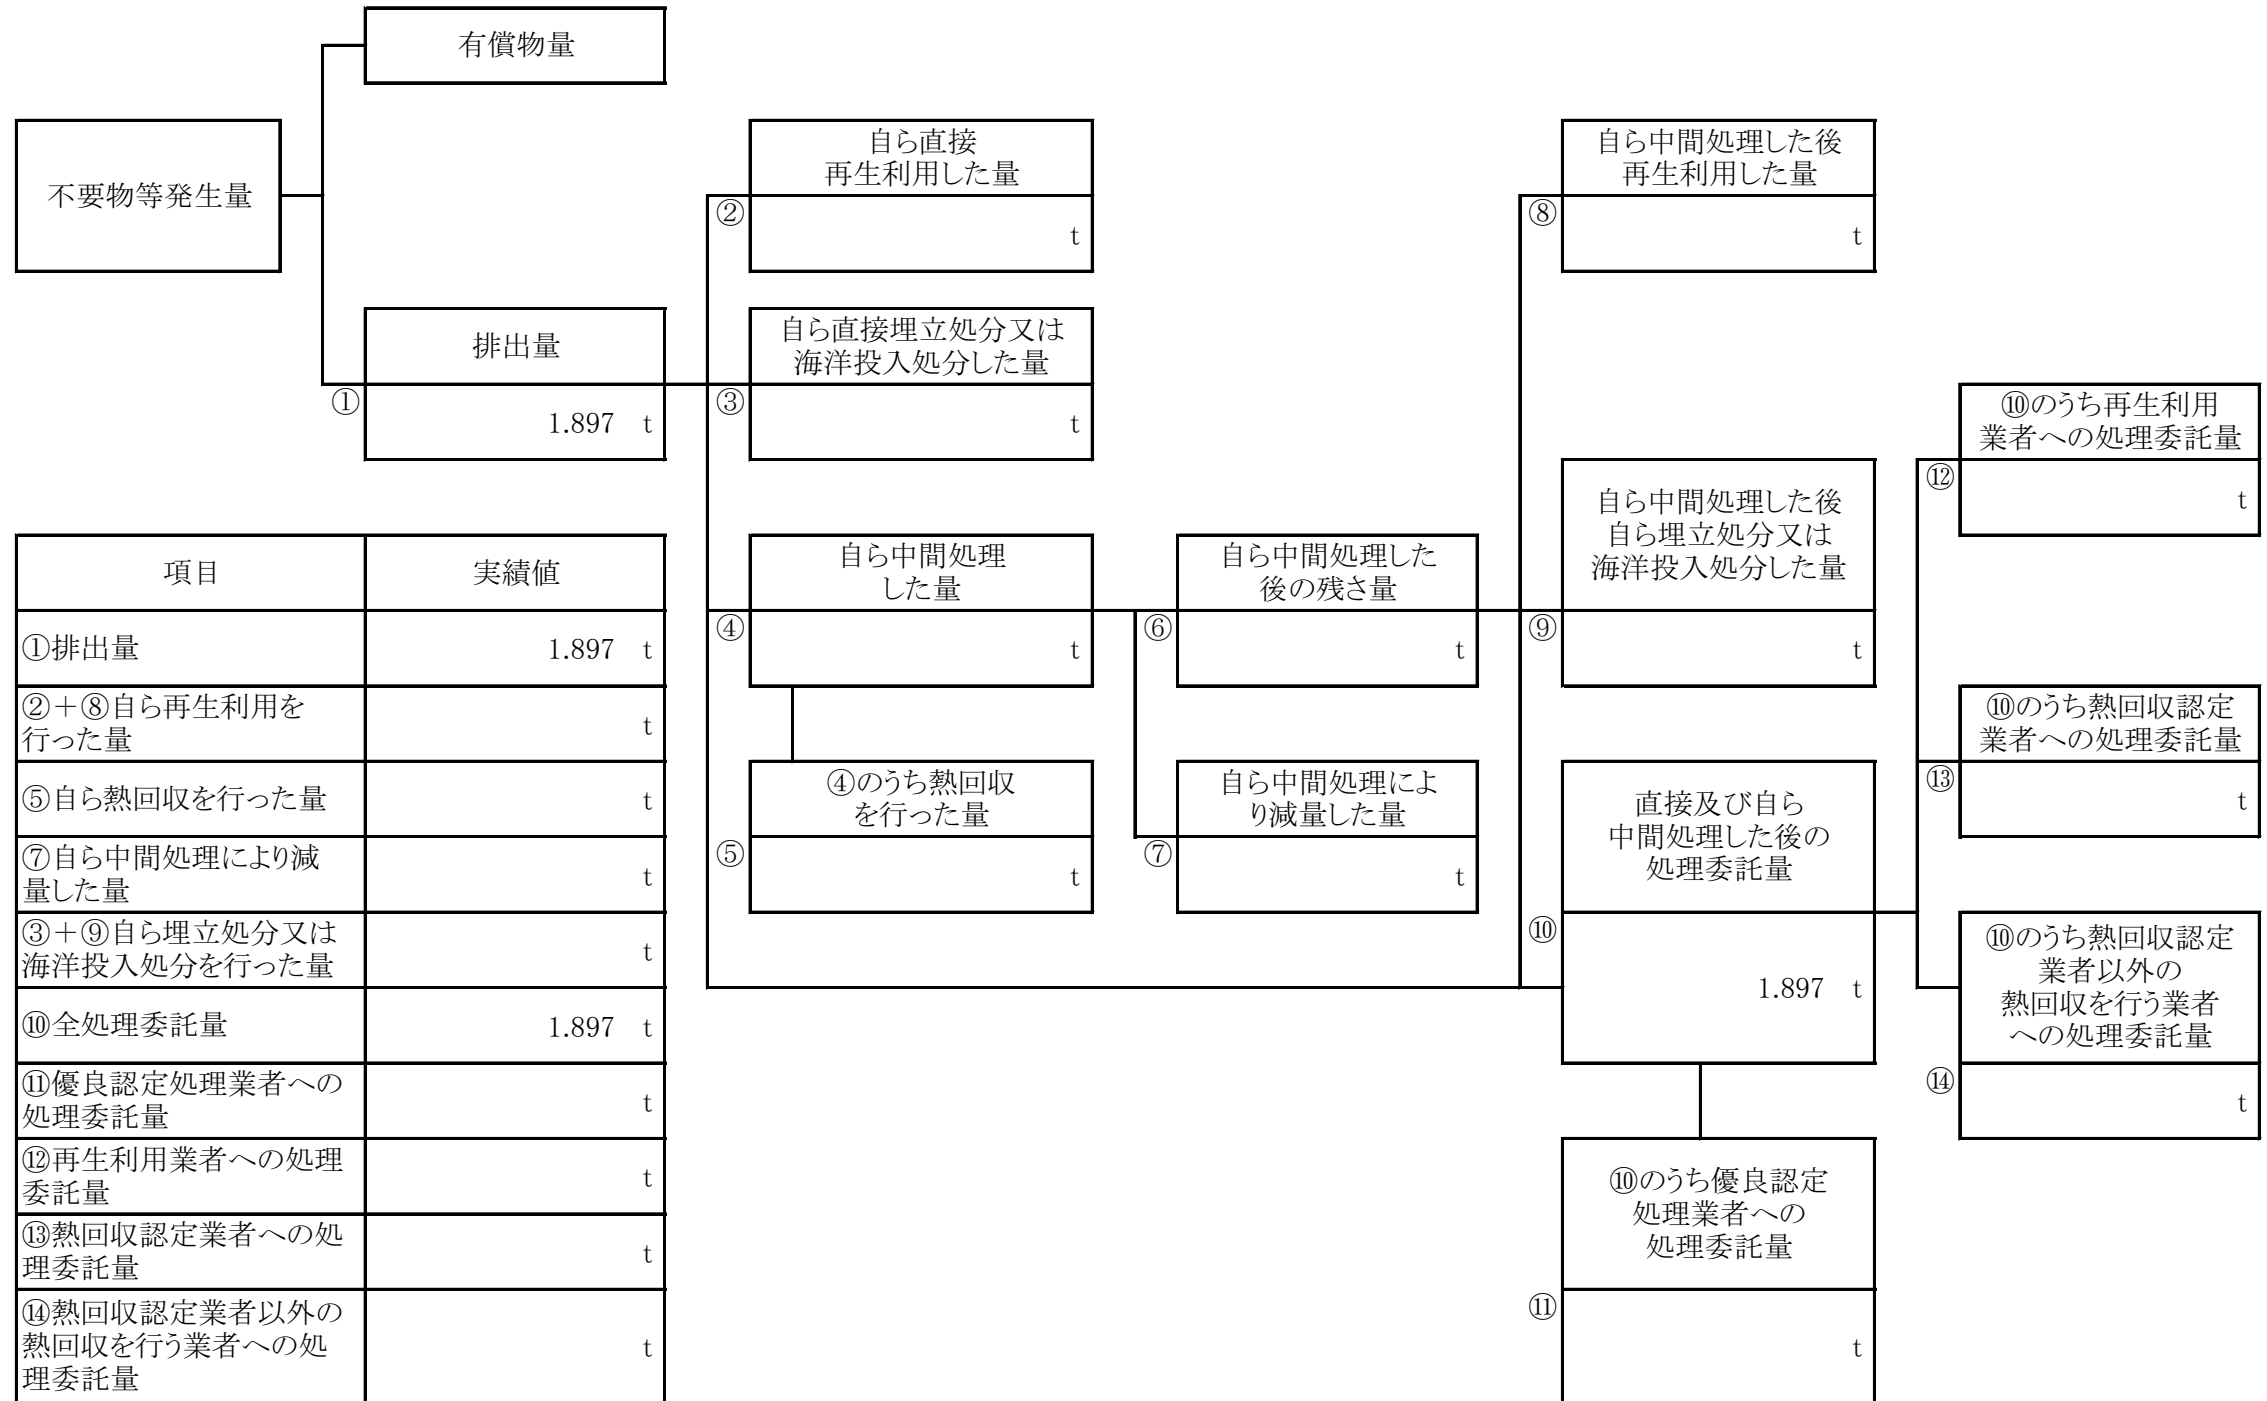 有償物量
不要物等発生量
排出量
①
1.897 t
自ら直接
再生利用した量
②
t
自ら直接埋立処分又は
海洋投入処分した量
③
t
自ら中間処理
した量
④
t
④のうち熱回収
を行った量
⑤
t
自ら中間処理した
後の残さ量
⑥
t
自ら中間処理によ
り減量した量
⑦
t
自ら中間処理した後
再生利用した量
⑧
t
自ら中間処理した後
自ら埋立処分又は
海洋投入処分した量
⑨
t
直接及び自ら
中間処理した後の
処理委託量
⑩
1.897 t
⑩のうち優良認定
処理業者への
処理委託量
⑪
t
⑩のうち再生利用
業者への処理委託量
⑫
t
⑩のうち熱回収認定
業者への処理委託量
⑬
t
⑩のうち熱回収認定
業者以外の
熱回収を行う業者
への処理委託量
⑭
t
項目 実績値
①排出量 1.897 t
②＋⑧自ら再生利用を
行った量
t
⑤自ら熱回収を行った量 t
⑦自ら中間処理により減
量した量
t
③＋⑨自ら埋立処分又は
海洋投入処分を行った量
t
⑩全処理委託量 1.897 t
⑪優良認定処理業者への
処理委託量
t
⑫再生利用業者への処理
委託量
t
⑬熱回収認定業者への処
理委託量
t
⑭熱回収認定業者以外の
熱回収を行う業者への処
理委託量
t